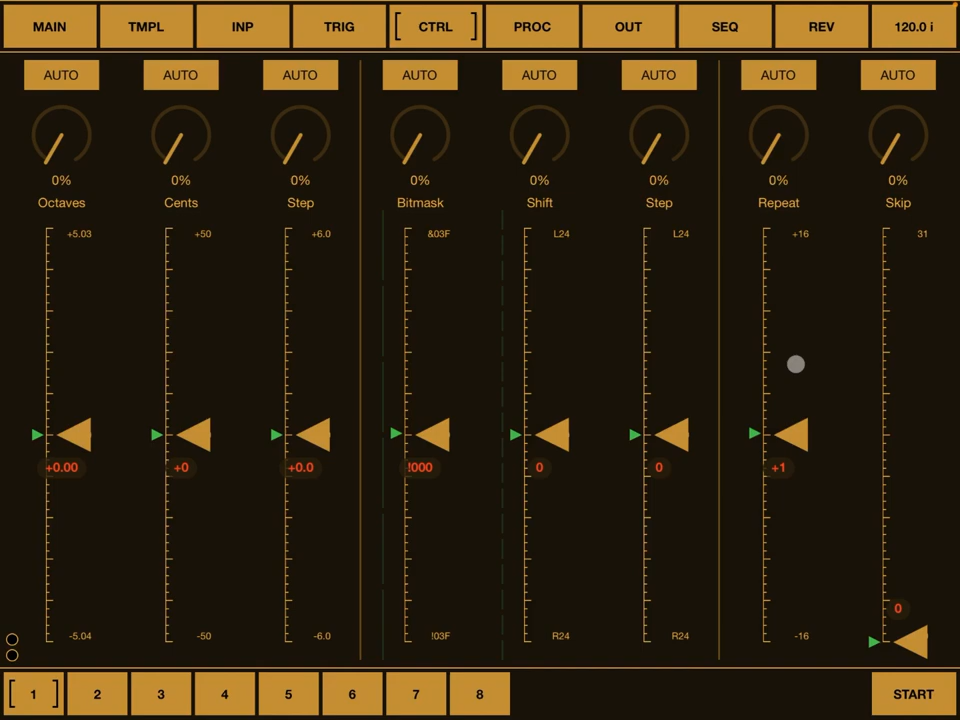 MAIN TMPL INP TRIG [ CTRL ] PROC OUT SEQ REV 120.0 i
AUTO AUTO AUTO AUTO AUTO AUTO AUTO AUTO
0% 0% 0% 0% 0% 0% 0% 0%
Octaves Cents Step Bitmask Shift Step Repeat Skip
+5.03 +50 +6.0 &03F L24 L24 +16 31
+0.00 +0 +0.0 !000 0 0 +1
0
-5.04 -50 -6.0 !03F R24 R24 -16
[ 1 ] 2 3 4 5 6 7 8 START